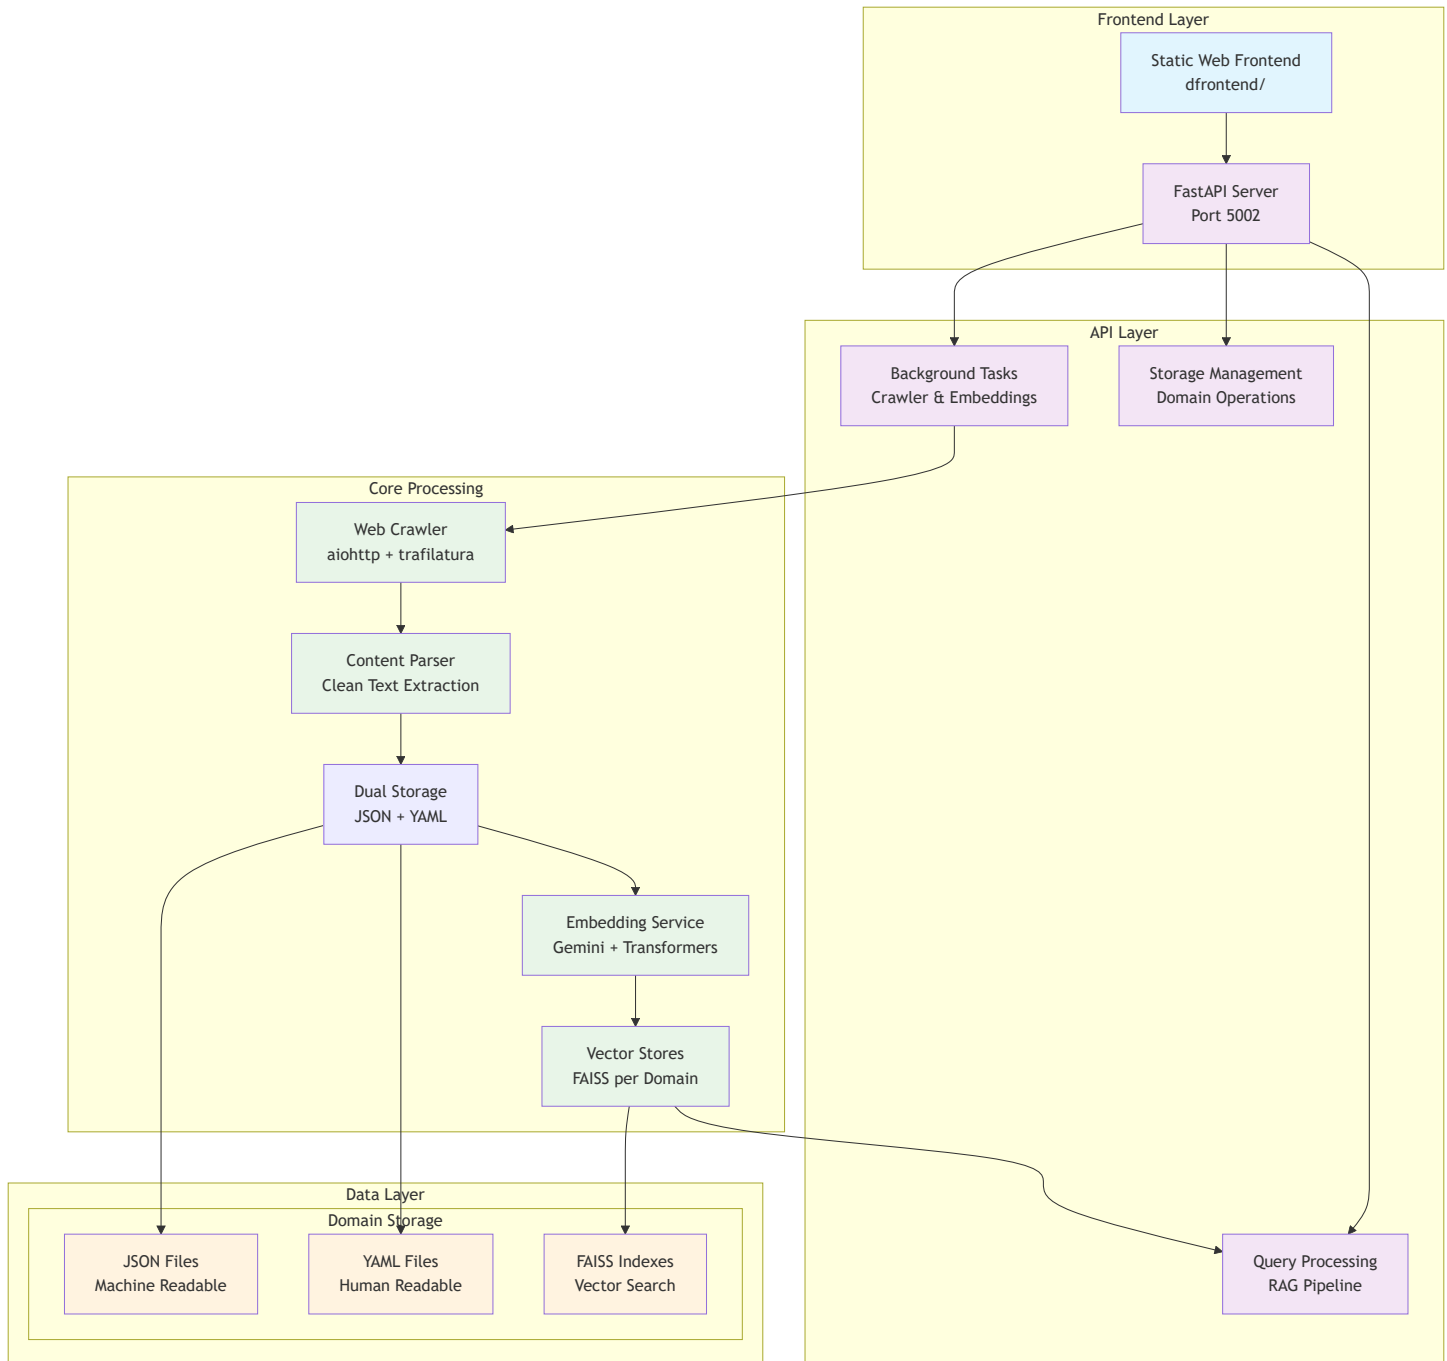 Frontend Layer
Static Web Frontend
dfrontend/
FastAPI Server
Port 5002
API Layer
Background Tasks
Crawler & Embeddings
Storage Management
Domain Operations
Core Processing
Web Crawler
aiohttp + trafilatura
Content Parser
Clean Text Extraction
Dual Storage
JSON + YAML
Embedding Service
Gemini + Transformers
Vector Stores
FAISS per Domain
Data Layer
Domain Storage
JSON Files
Machine Readable
YAML Files
Human Readable
FAISS Indexes
Vector Search
Query Processing
RAG Pipeline